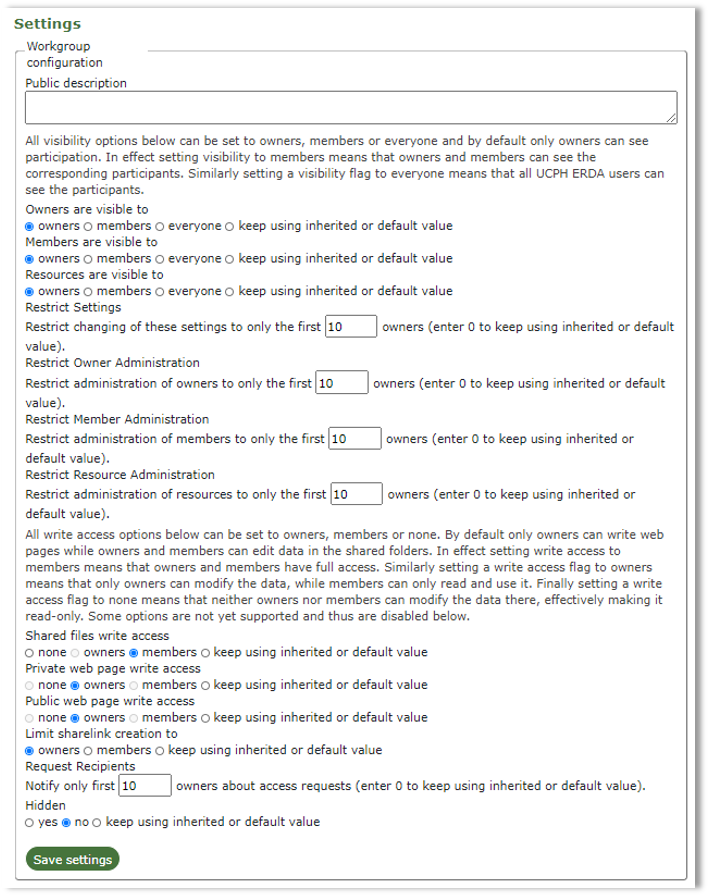 Settings
Workgroup
configuration
Public description
All visibility options below can be set to owners, members or everyone and by default only owners can see
participation. In effect setting visibility to members means that owners and members can see the
corresponding participants. Similarly setting a visibility flag to everyone means that all UCPH ERDA users can
see the participants.
Owners are visible to
owners members everyone keep using inherited or default value
Members are visible to
owners members everyone keep using inherited or default value
Resources are visible to
owners members everyone keep using inherited or default value
Restrict Settings
Restrict changing of these settings to only the first 10 owners (enter 0 to keep using inherited or default
value).
Restrict Owner Administration
Restrict administration of owners to only the first 10 owners (enter 0 to keep using inherited or default
value).
Restrict Member Administration
Restrict administration of members to only the first 10 owners (enter 0 to keep using inherited or
default value).
Restrict Resource Administration
Restrict administration of resources to only the first 10 owners (enter 0 to keep using inherited or
default value).
All write access options below can be set to owners, members or none. By default only owners can write web
pages while owners and members can edit data in the shared folders. In effect setting write access to
members means that owners and members have full access. Similarly setting a write access flag to owners
means that only owners can modify the data, while members can only read and use it. Finally setting a write
access flag to none means that neither owners nor members can modify the data there, effectively making it
read-only. Some options are not yet supported and thus are disabled below.
Shared files write access
none owners members keep using inherited or default value
Private web page write access
none owners members keep using inherited or default value
Public web page write access
none owners members keep using inherited or default value
Limit sharelink creation to
owners members keep using inherited or default value
Request Recipients
Notify only first 10 owners about access requests (enter 0 to keep using inherited or default value).
Hidden
yes no keep using inherited or default value
Save settings